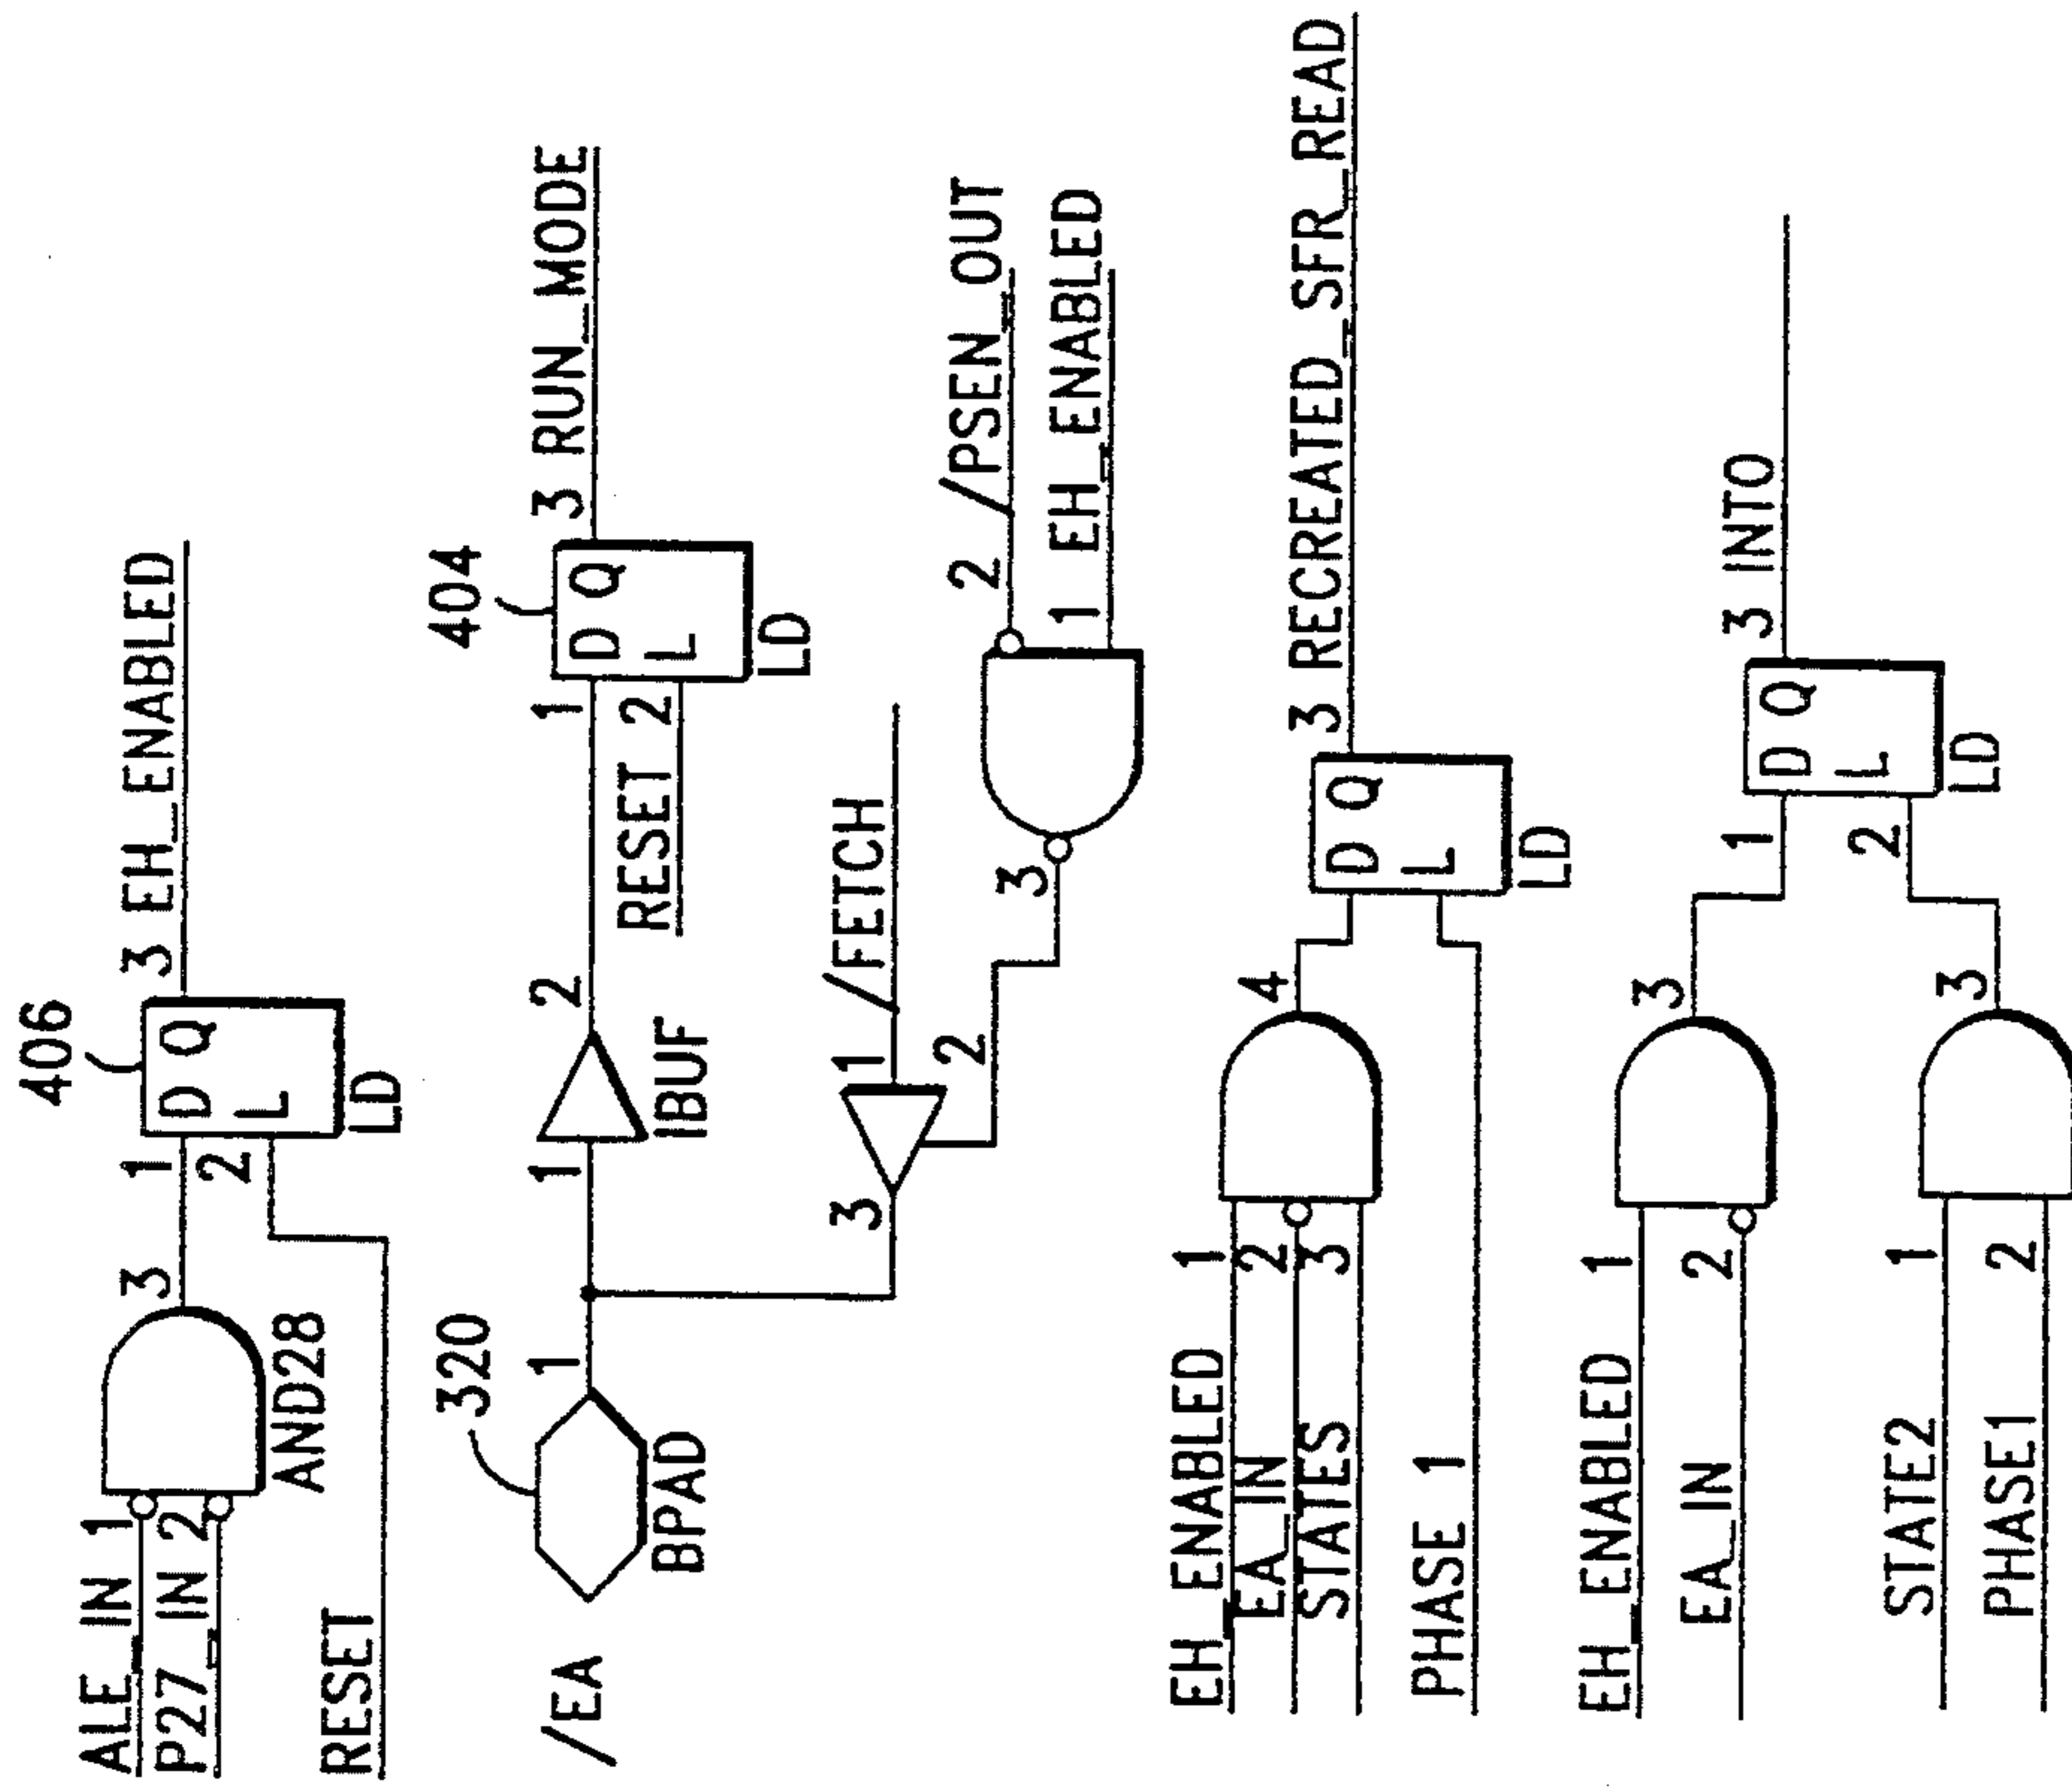 406
ALE_IN 1
P27_IN 2
3
AND28
1
2
D Q
L
LD
3 EH_ENABLED
RESET
320
/EA
BPAD
1
1
IBUF
2
404
1
RESET 2
D Q
L
LD
3 RUN_MODE
3
1
/FETCH
2
3
2 /PSEN_OUT
1 EH_ENABLED
EH_ENABLED 1
EA_IN 2
STATES 3
4
PHASE 1
D Q
L
LD
3 RECREATED_SFR_READ
EH_ENABLED 1
EA_IN 2
3
STATE2 1
PHASE1 2
3
1
2
D Q
L
LD
3 INTO